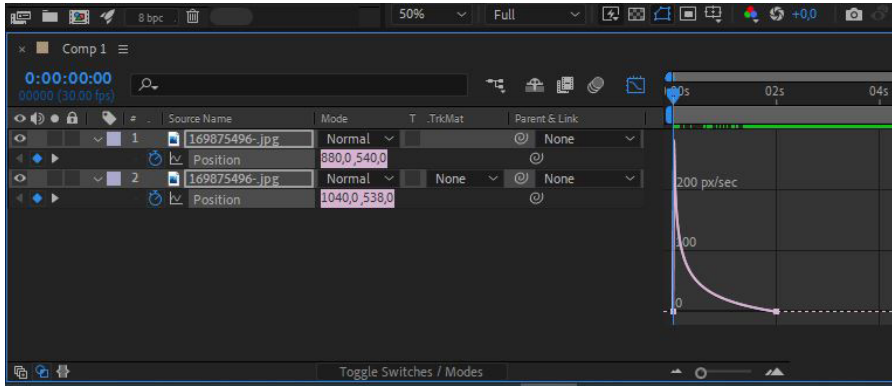 8 bpc
50%
Full
+0,0
Comp 1
0:00:00:00
00000 (30.00 fps)
02s
04s
# . Source Name Mode T .TrkMat Parent & Link
1 169875496-.jpg Normal None
Position 880,0,540,0
2 169875496-.jpg Normal None None
Position 1040,0,538,0
200 px/sec
100
0
Toggle Switches / Modes